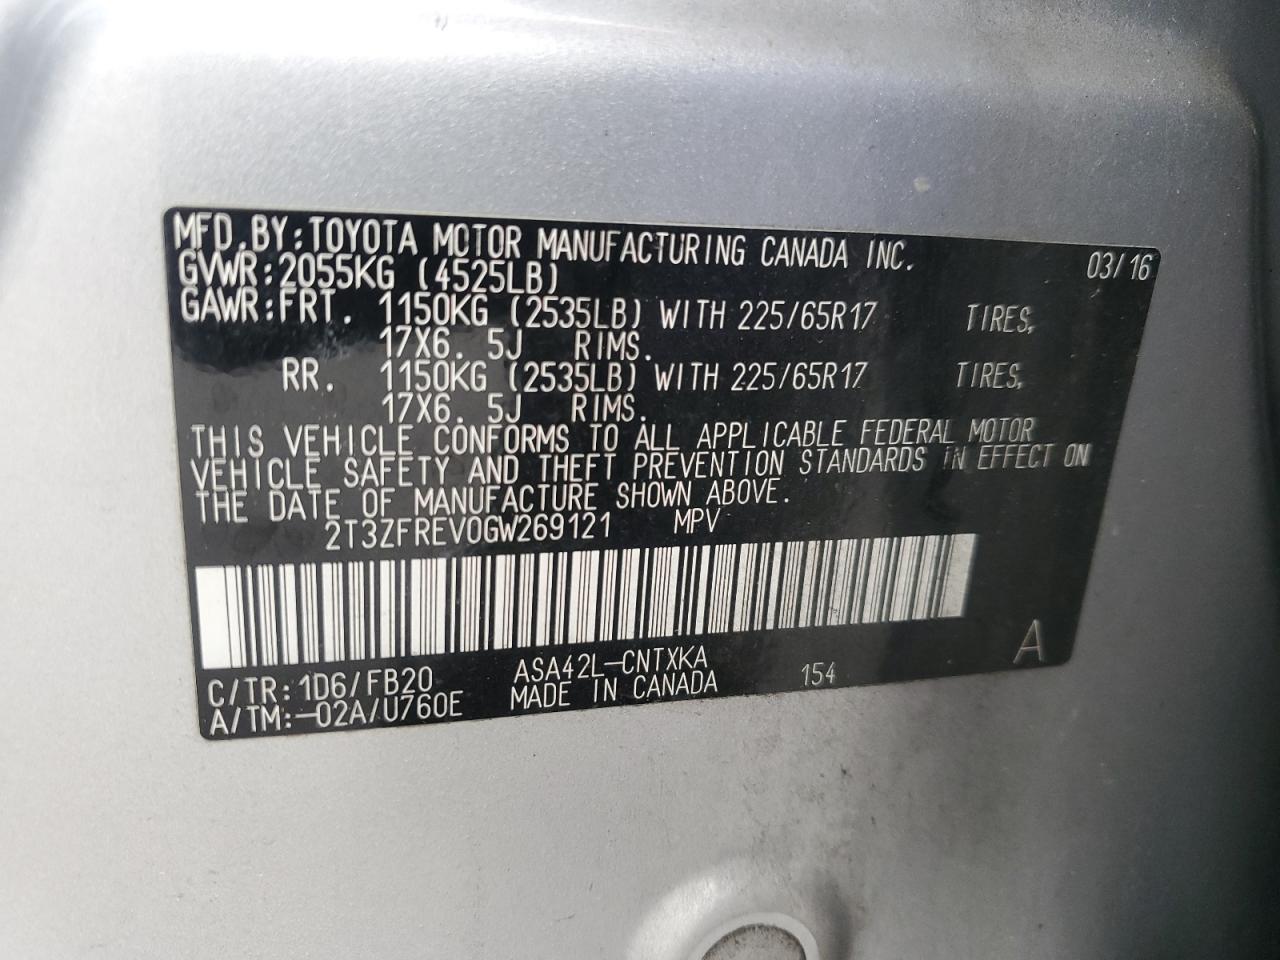 MFD.BY:TOYOTA MOTOR MANUFACTURING CANADA INC. 03/16
GVWR:2055KG (4525LB)
GAWR:FRT. 1150KG (2535LB) WITH 225/65R17 TIRES,
17X6.5J RIMS.
RR. 1150KG (2535LB) WITH 225/65R17 TIRES,
17X6.5J RIMS.
THIS VEHICLE CONFORMS TO ALL APPLICABLE FEDERAL MOTOR
VEHICLE SAFETY AND THEFT PREVENTION STANDARDS IN EFFECT ON
THE DATE OF MANUFACTURE SHOWN ABOVE.
2T3ZFREV0GW269121 MPV
C/TR:1D6/FB20 ASA42L-CNTXKA 154 A
A/TM:-02A/U760E MADE IN CANADA